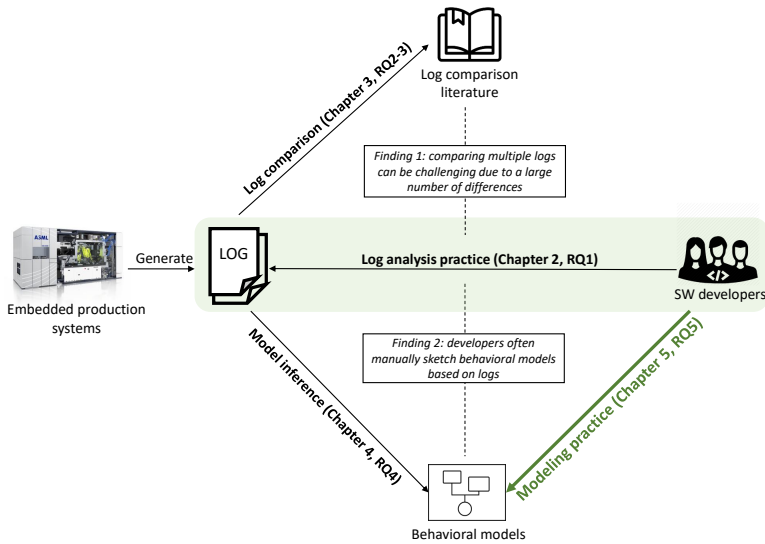 Log comparison
literature
Log comparison (Chapter 3, RQ2-3)
Finding 1: comparing multiple logs
can be challenging due to a large
number of differences
ASML
Generate
LOG
Log analysis practice (Chapter 2, RQ1)
</>
SW developers
Embedded production
systems
Finding 2: developers often
manually sketch behavioral models
based on logs
Model inference (Chapter 4, RQ4)
Modeling practice (Chapter 5, RQ5)
Behavioral models